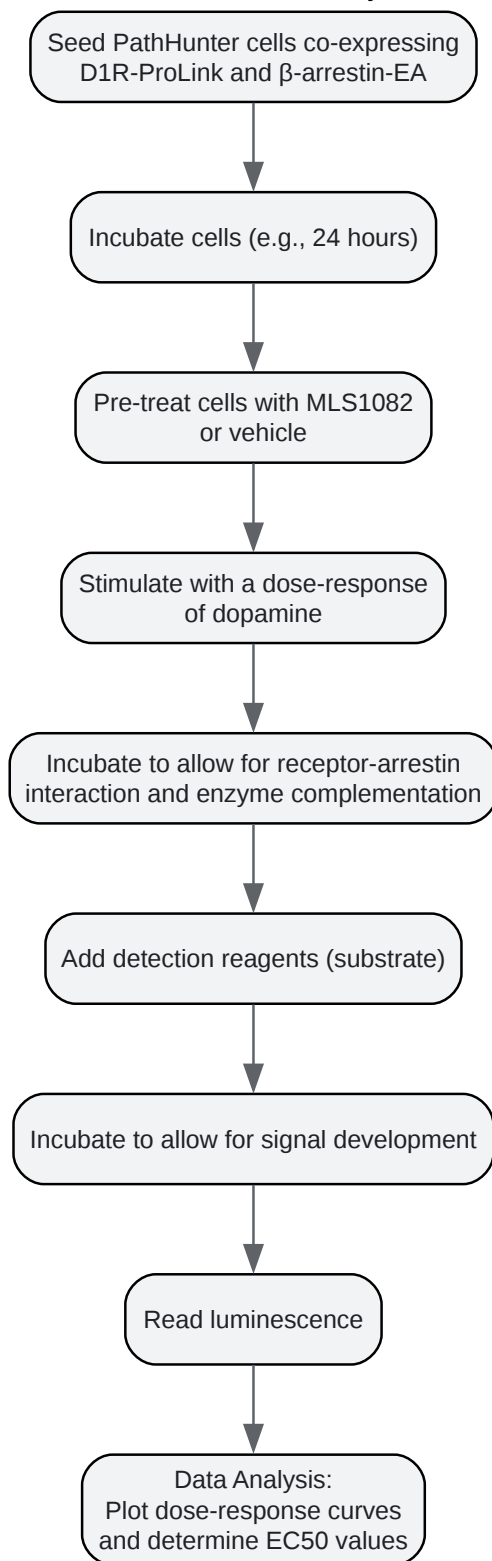 Seed PathHunter cells co-expressing
D1R-ProLink and β-arrestin-EA
Incubate cells (e.g., 24 hours)
Pre-treat cells with MLS1082
or vehicle
Stimulate with a dose-response
of dopamine
Incubate to allow for receptor-arrestin
interaction and enzyme complementation
Add detection reagents (substrate)
Incubate to allow for signal development
Read luminescence
Data Analysis:
Plot dose-response curves
and determine EC50 values